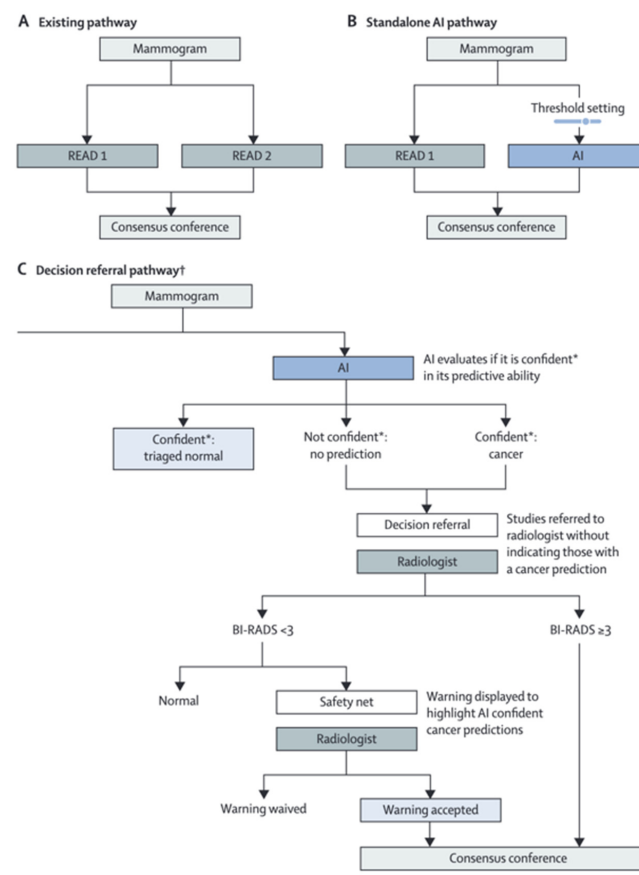 A Existing pathway
Mammogram
READ 1
READ 2
Consensus conference
B Standalone AI pathway
Mammogram
Threshold setting
READ 1
AI
Consensus conference
C Decision referral pathway†
Mammogram
AI
AI evaluates if it is confident*
in its predictive ability
Confident*:
triaged normal
Not confident*:
no prediction
Confident*:
cancer
Decision referral
Studies referred to
radiologist without
indicating those with
a cancer prediction
Radiologist
BI-RADS <3
BI-RADS ≥3
Normal
Safety net
Warning displayed to
highlight AI confident
cancer predictions
Radiologist
Warning waived
Warning accepted
Consensus conference